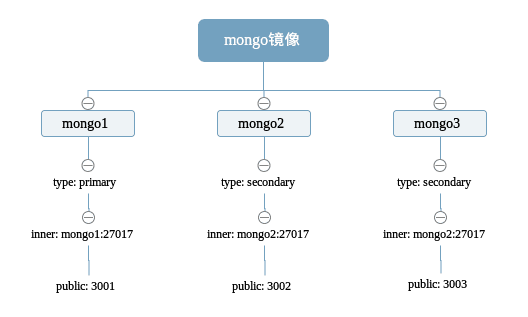 mongo镜像
mongo1
mongo2
mongo3
type: primary
type: secondary
type: secondary
inner: mongo1:27017
inner: mongo2:27017
inner: mongo2:27017
public: 3001
public: 3002
public: 3003